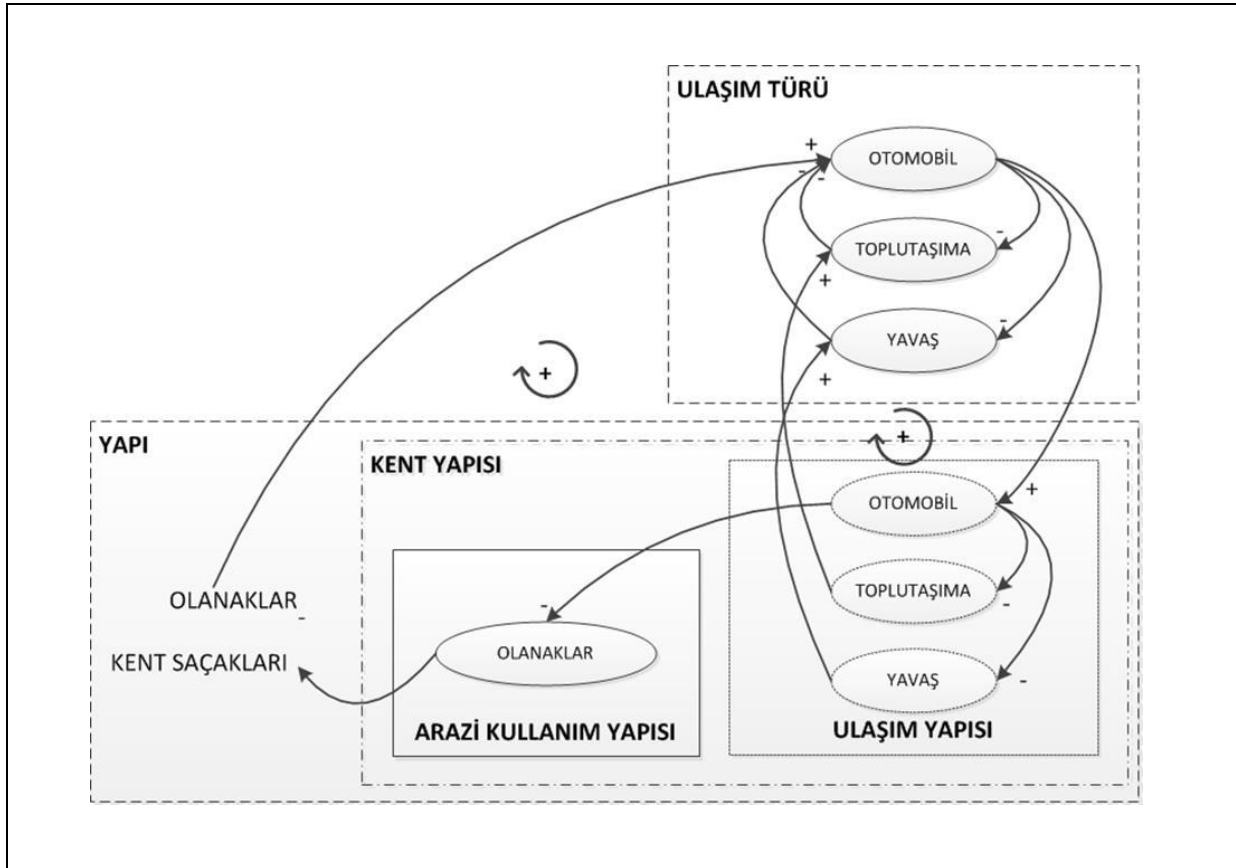 ULAŞIM TÜRÜ
OTOMOBİL
+
-
-
TOPLUTAŞIMA
-
+
YAVAŞ
-
+
+
YAPI
KENT YAPISI
+
OTOMOBİL
+
TOPLUTAŞIMA
-
OLANAKLAR
-
-
KENT SAÇAKLARI
OLANAKLAR
YAVAŞ
-
ARAZİ KULLANIM YAPISI
ULAŞIM YAPISI